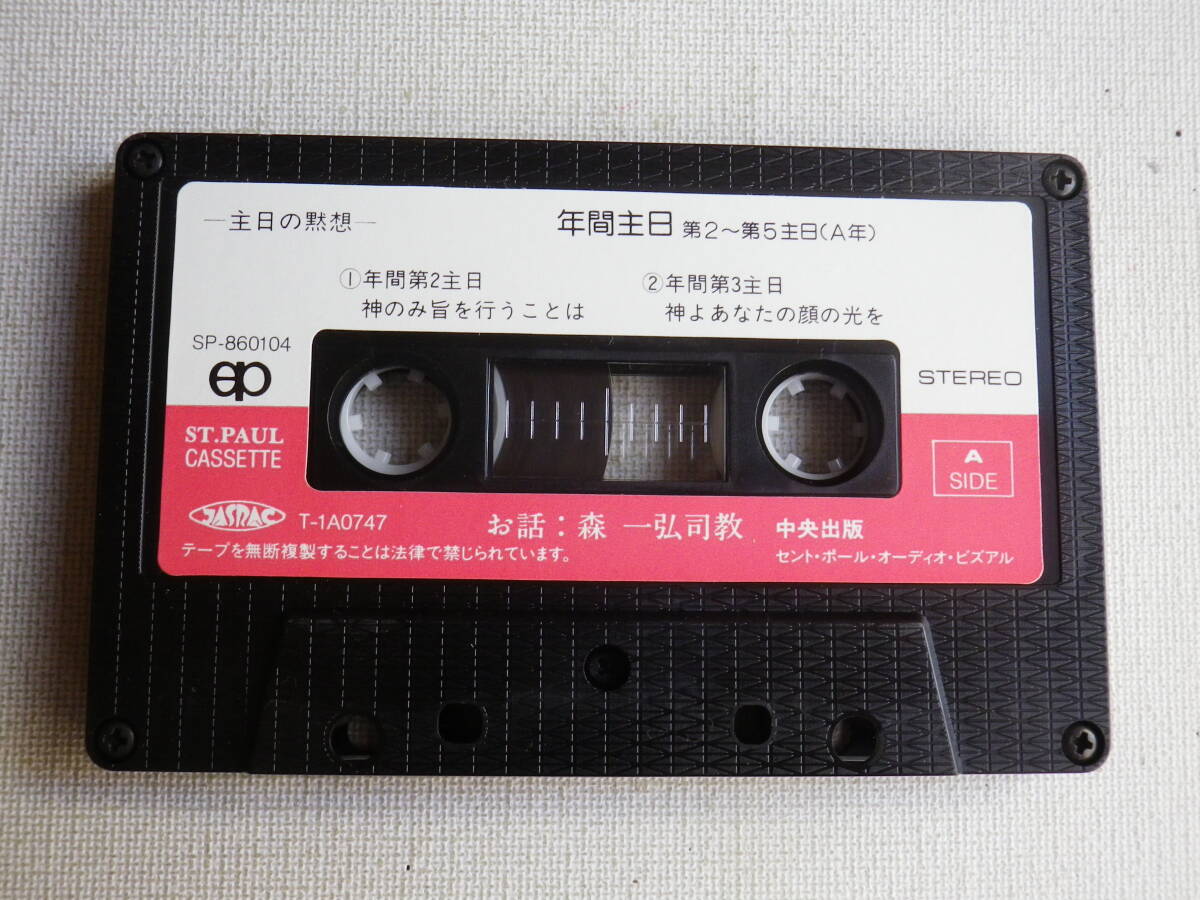 ―主日の黙想―
年間主日 第2～第5主日(A年)
①年間第2主日
神のみ旨を行うことは
②年間第3主日
神よあなたの顔の光を
SP-860104
STEREO
ST.PAUL
CASSETTE
A
SIDE
JASRAC T-1A0747
お話：森 一弘司教 中央出版
テープを無断複製することは法律で禁じられています。
セント・ポール・オーディオ・ビズアル